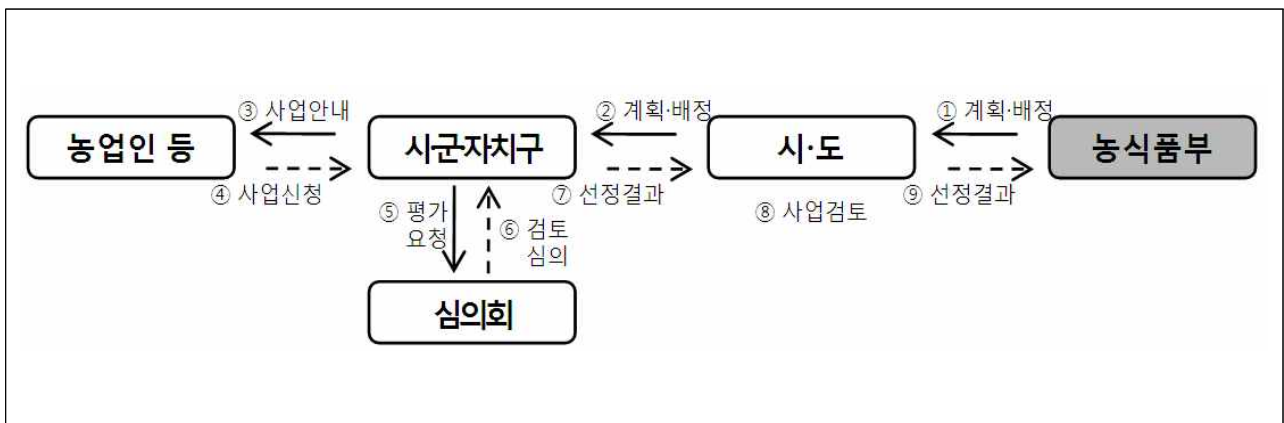 ③ 사업안내
② 계획·배정
① 계획·배정
농업인 등
시·군·자치구
시·도
농식품부
④ 사업신청
⑦ 선정결과
⑧ 사업검토
⑨ 선정결과
⑤ 평가
요청
⑥ 검토
심의
심의회